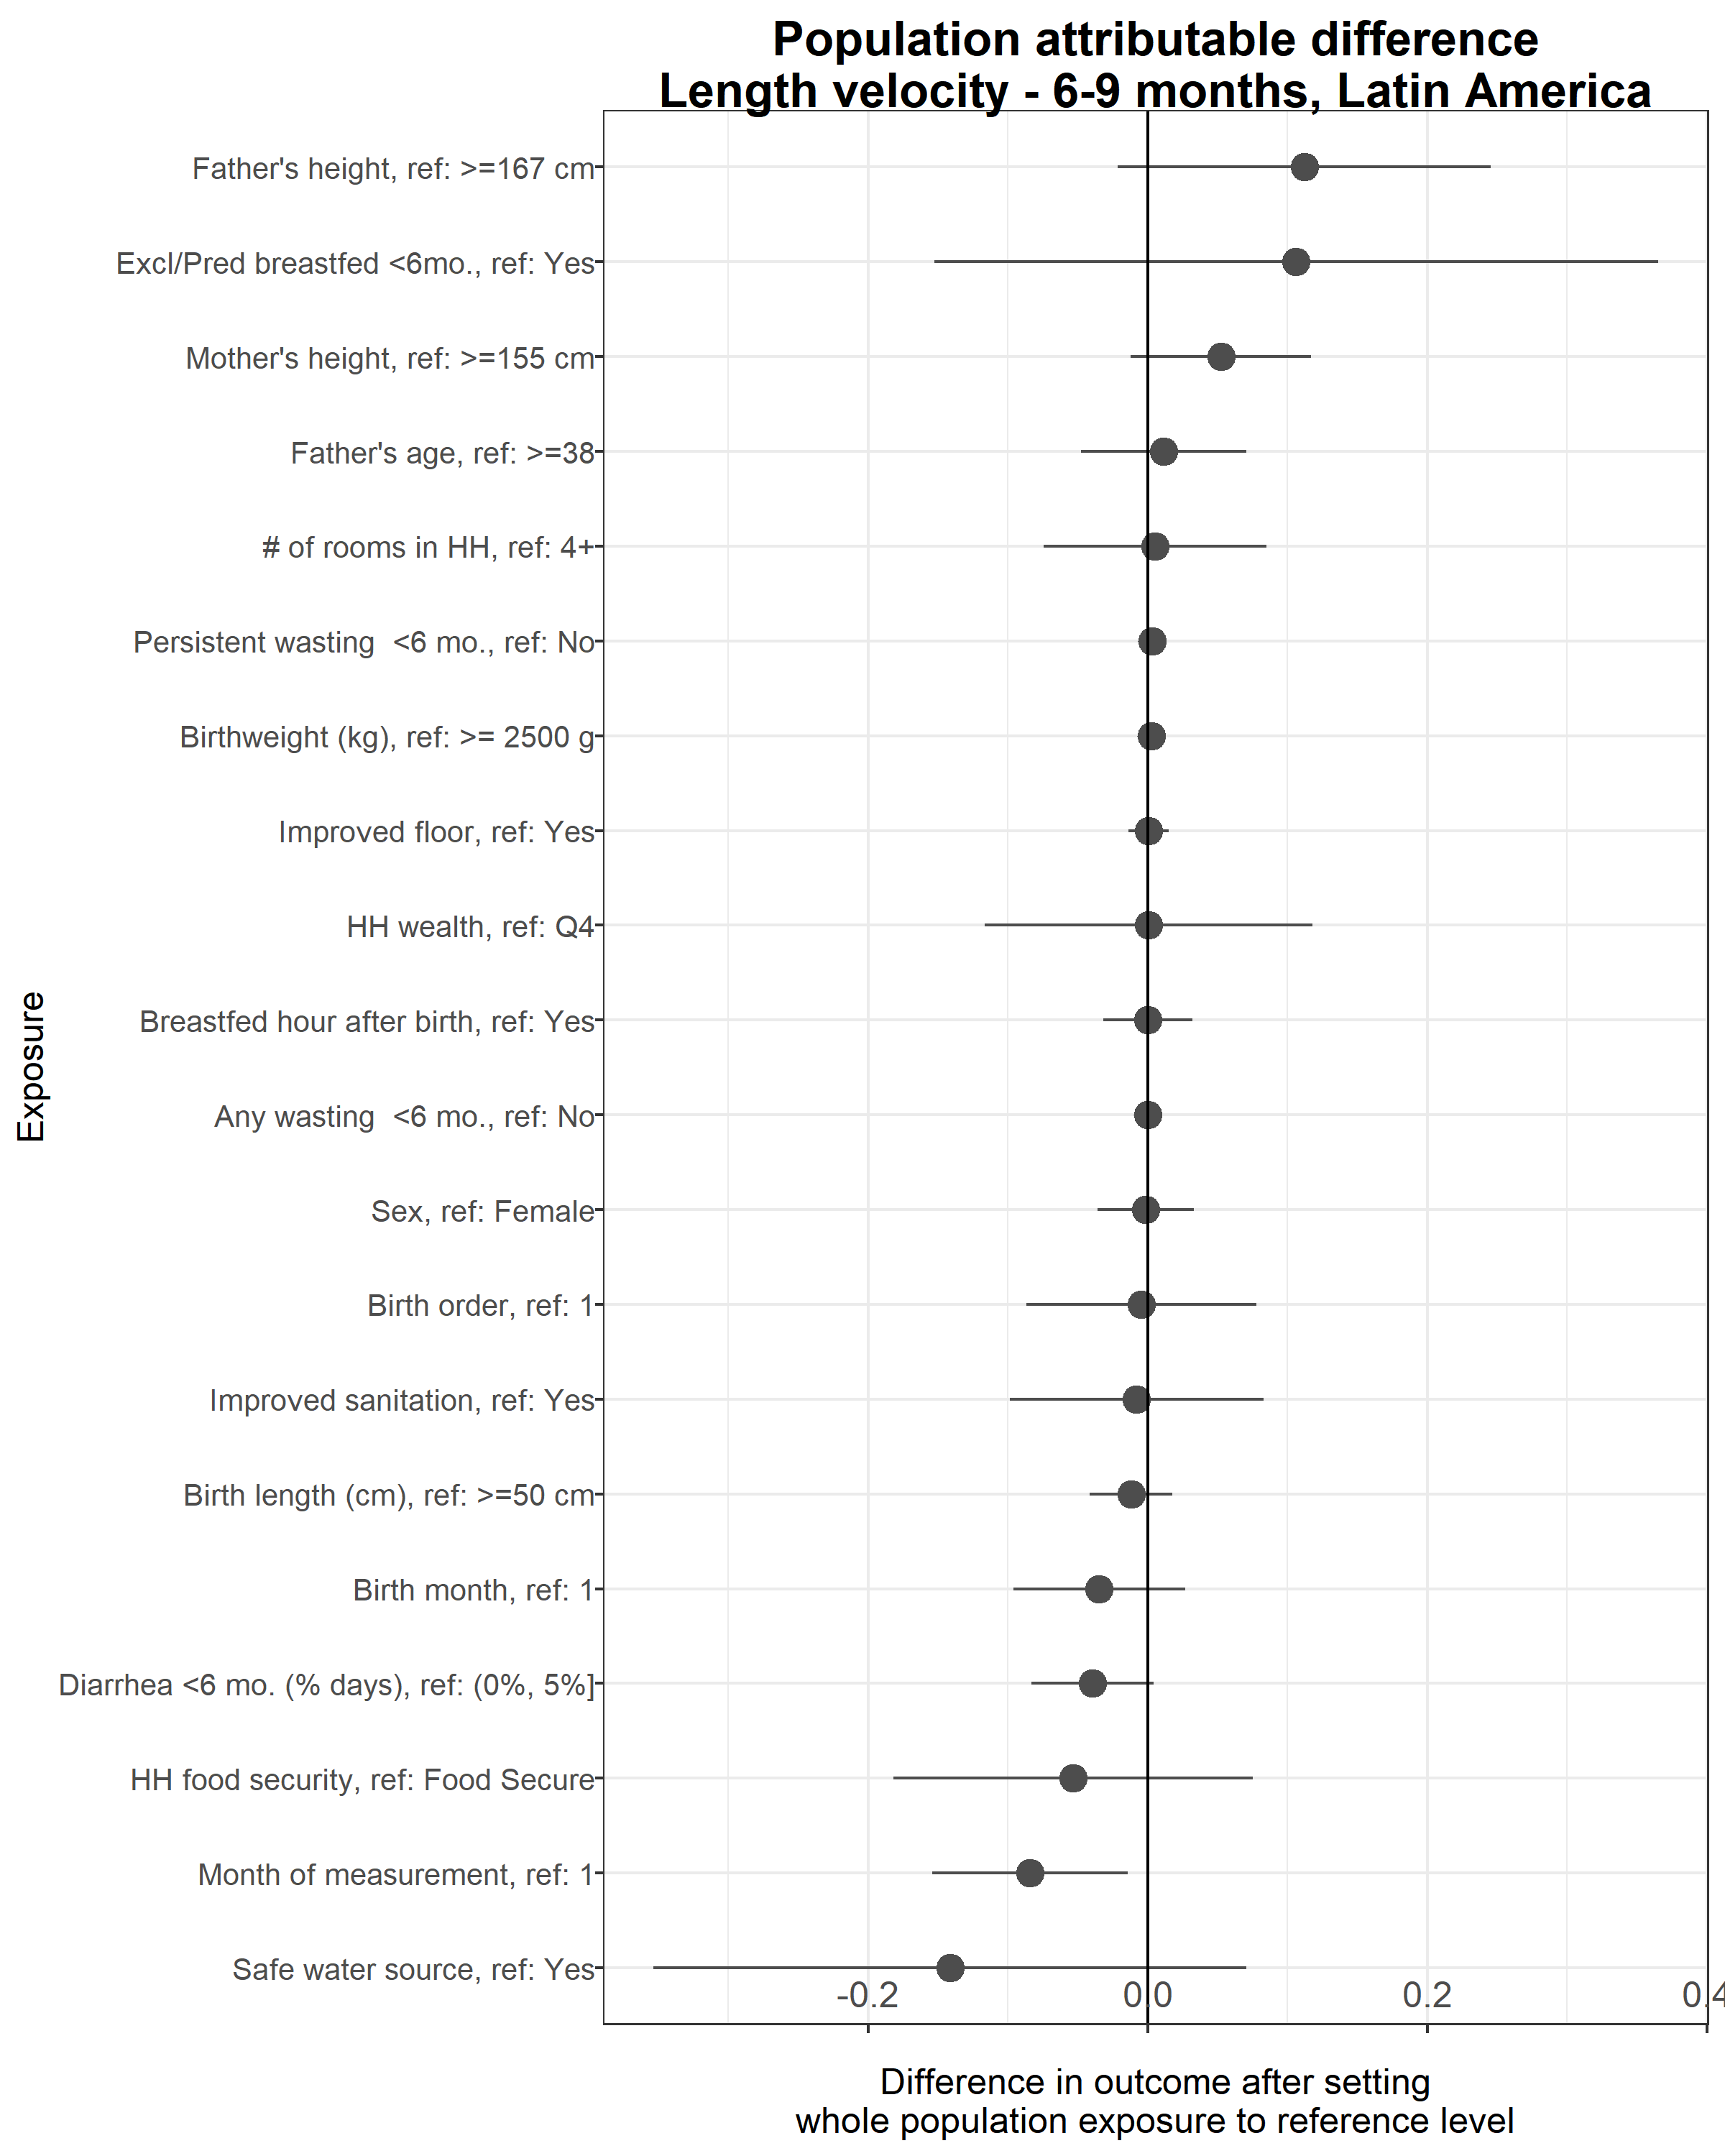 Population attributable difference
Length velocity - 6-9 months, Latin America
Father's height, ref: >=167 cm
Excl/Pred breastfed <6mo., ref: Yes
Mother's height, ref: >=155 cm
Father's age, ref: >=38
# of rooms in HH, ref: 4+
Persistent wasting  <6 mo., ref: No
Birthweight (kg), ref: >= 2500 g
Improved floor, ref: Yes
HH wealth, ref: Q4
Breastfed hour after birth, ref: Yes
Any wasting  <6 mo., ref: No
Sex, ref: Female
Birth order, ref: 1
Improved sanitation, ref: Yes
Birth length (cm), ref: >=50 cm
Birth month, ref: 1
Diarrhea <6 mo. (% days), ref: (0%, 5%]
HH food security, ref: Food Secure
Month of measurement, ref: 1
Safe water source, ref: Yes
Exposure
-0.2 0.0 0.2 0.4
Difference in outcome after setting
whole population exposure to reference level